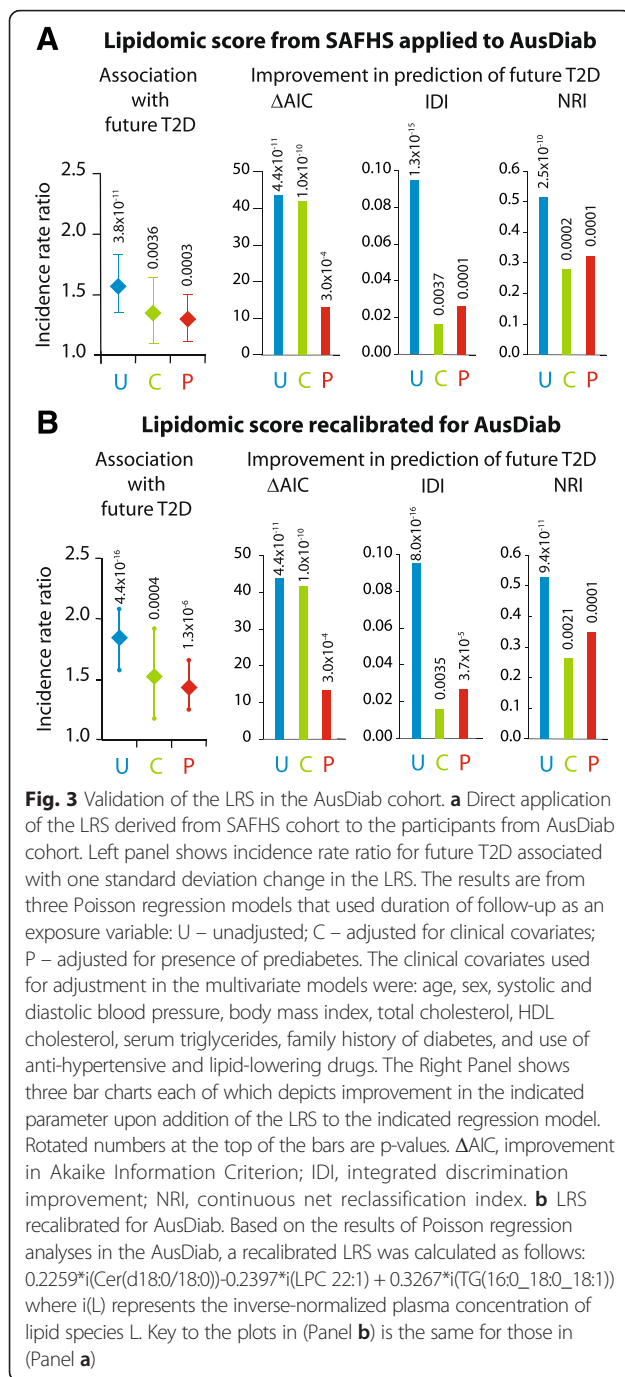 A Lipidomic score from SAFHS applied to AusDiab
Association
with
future T2D
Improvement in prediction of future T2D
ΔAIC IDI NRI
Incidence rate ratio
2.5
2.0
1.5
1.0
3.8x10⁻¹¹
0.0036
0.0003
U C P
50
40
30
20
10
0
4.4x10⁻¹¹
1.0x10⁻¹⁰
3.0x10⁻⁴
U C P
0.10
0.08
0.06
0.04
0.02
0.00
1.3x10⁻¹⁵
0.0037
0.0001
U C P
0.6
0.5
0.4
0.3
0.2
0.1
0.0
2.5x10⁻¹⁰
0.0002
0.0001
U C P
B Lipidomic score recalibrated for AusDiab
Association
with
future T2D
Improvement in prediction of future T2D
ΔAIC IDI NRI
Incidence rate ratio
2.5
2.0
1.5
1.0
4.4x10⁻¹⁶
0.0004
1.3x10⁻⁶
U C P
50
40
30
20
10
0
4.4x10⁻¹¹
1.0x10⁻¹⁰
3.0x10⁻⁴
U C P
0.10
0.08
0.06
0.04
0.02
0.00
8.0x10⁻¹⁶
0.0035
3.7x10⁻⁵
U C P
0.6
0.5
0.4
0.3
0.2
0.1
0.0
9.4x10⁻¹¹
0.0021
0.0001
U C P
Fig. 3 Validation of the LRS in the AusDiab cohort. a Direct application
of the LRS derived from SAFHS cohort to the participants from AusDiab
cohort. Left panel shows incidence rate ratio for future T2D associated
with one standard deviation change in the LRS. The results are from
three Poisson regression models that used duration of follow-up as an
exposure variable: U – unadjusted; C – adjusted for clinical covariates;
P – adjusted for presence of prediabetes. The clinical covariates used
for adjustment in the multivariate models were: age, sex, systolic and
diastolic blood pressure, body mass index, total cholesterol, HDL
cholesterol, serum triglycerides, family history of diabetes, and use of
anti-hypertensive and lipid-lowering drugs. The Right Panel shows
three bar charts each of which depicts improvement in the indicated
parameter upon addition of the LRS to the indicated regression model.
Rotated numbers at the top of the bars are p-values. ΔAIC, improvement
in Akaike Information Criterion; IDI, integrated discrimination
improvement; NRI, continuous net reclassification index. b LRS
recalibrated for AusDiab. Based on the results of Poisson regression
analyses in the AusDiab, a recalibrated LRS was calculated as follows:
0.2259*i(Cer(d18:0/18:0))-0.2397*i(LPC 22:1) + 0.3267*i(TG(16:0_18:0_18:1))
where i(L) represents the inverse-normalized plasma concentration of
lipid species L. Key to the plots in (Panel b) is the same for those in
(Panel a)